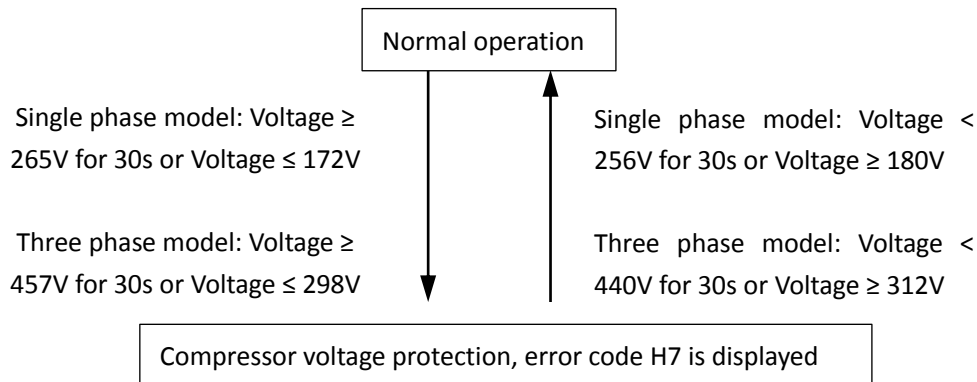 Normal operation
Single phase model: Voltage ≥
265V for 30s or Voltage ≤ 172V
Three phase model: Voltage ≥
457V for 30s or Voltage ≤ 298V
Single phase model: Voltage <
256V for 30s or Voltage ≥ 180V
Three phase model: Voltage <
440V for 30s or Voltage ≥ 312V
Compressor voltage protection, error code H7 is displayed